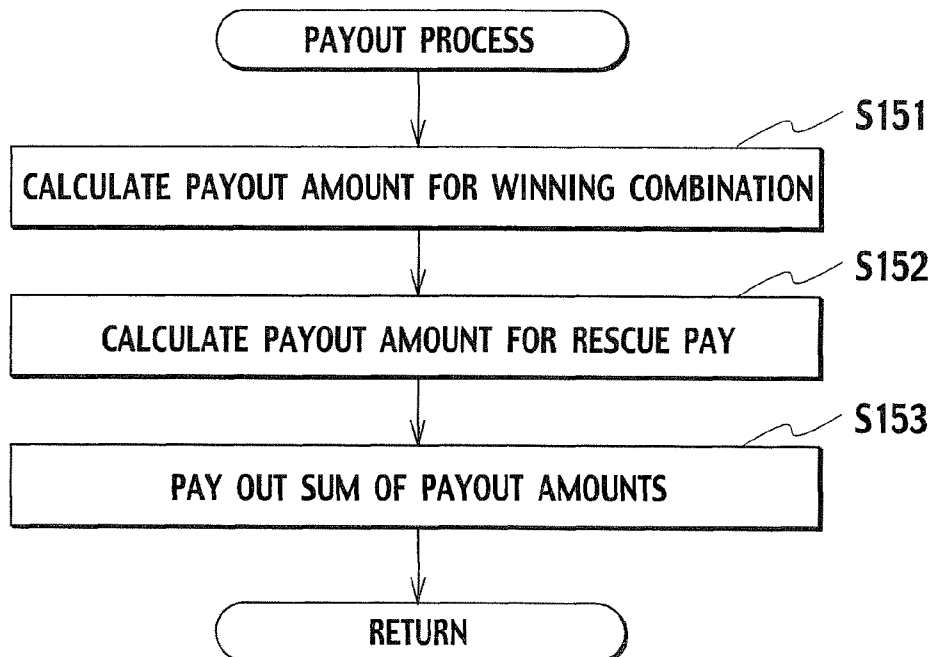 PAYOUT PROCESS
S151
CALCULATE PAYOUT AMOUNT FOR WINNING COMBINATION
S152
CALCULATE PAYOUT AMOUNT FOR RESCUE PAY
S153
PAY OUT SUM OF PAYOUT AMOUNTS
RETURN